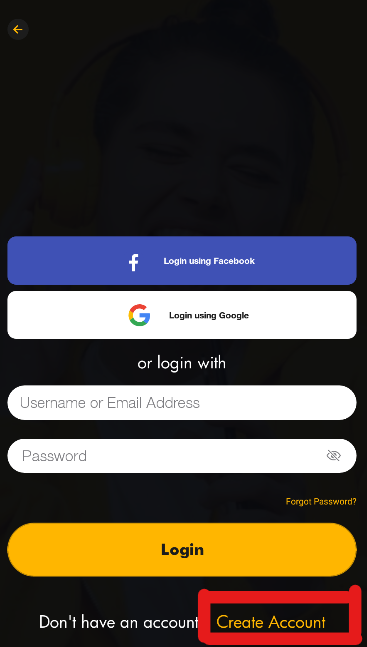 Login using Facebook
Login using Google
or login with
Username or Email Address
Password
Forgot Password?
Login
Don't have an account Create Account